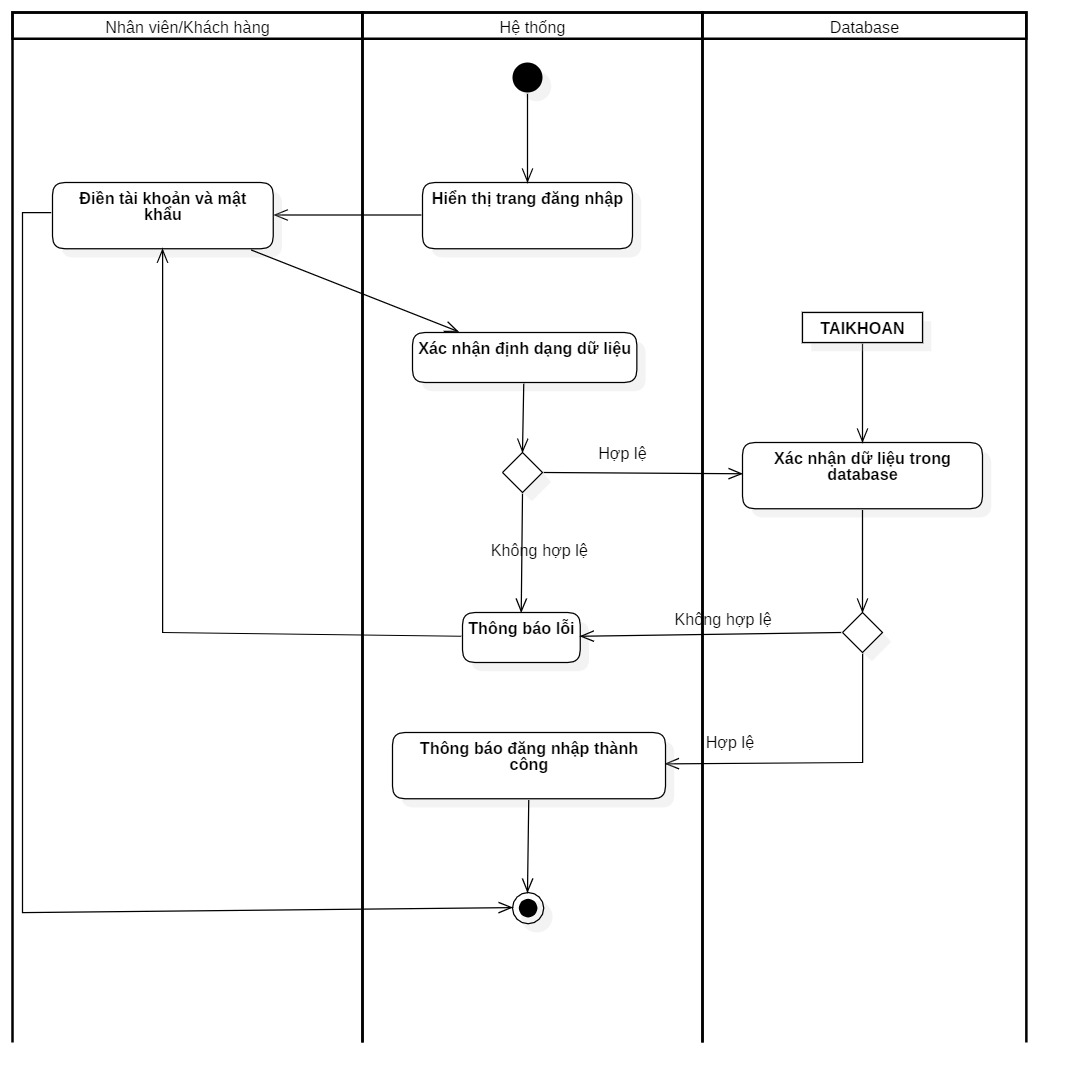 Nhân viên/Khách hàng
Hệ thống
Database
Điền tài khoản và mật
khẩu
Hiển thị trang đăng nhập
Xác nhận định dạng dữ liệu
TAIKHOAN
Hợp lệ
Xác nhận dữ liệu trong
database
Không hợp lệ
Thông báo lỗi
Không hợp lệ
Thông báo đăng nhập thành
công
Hợp lệ